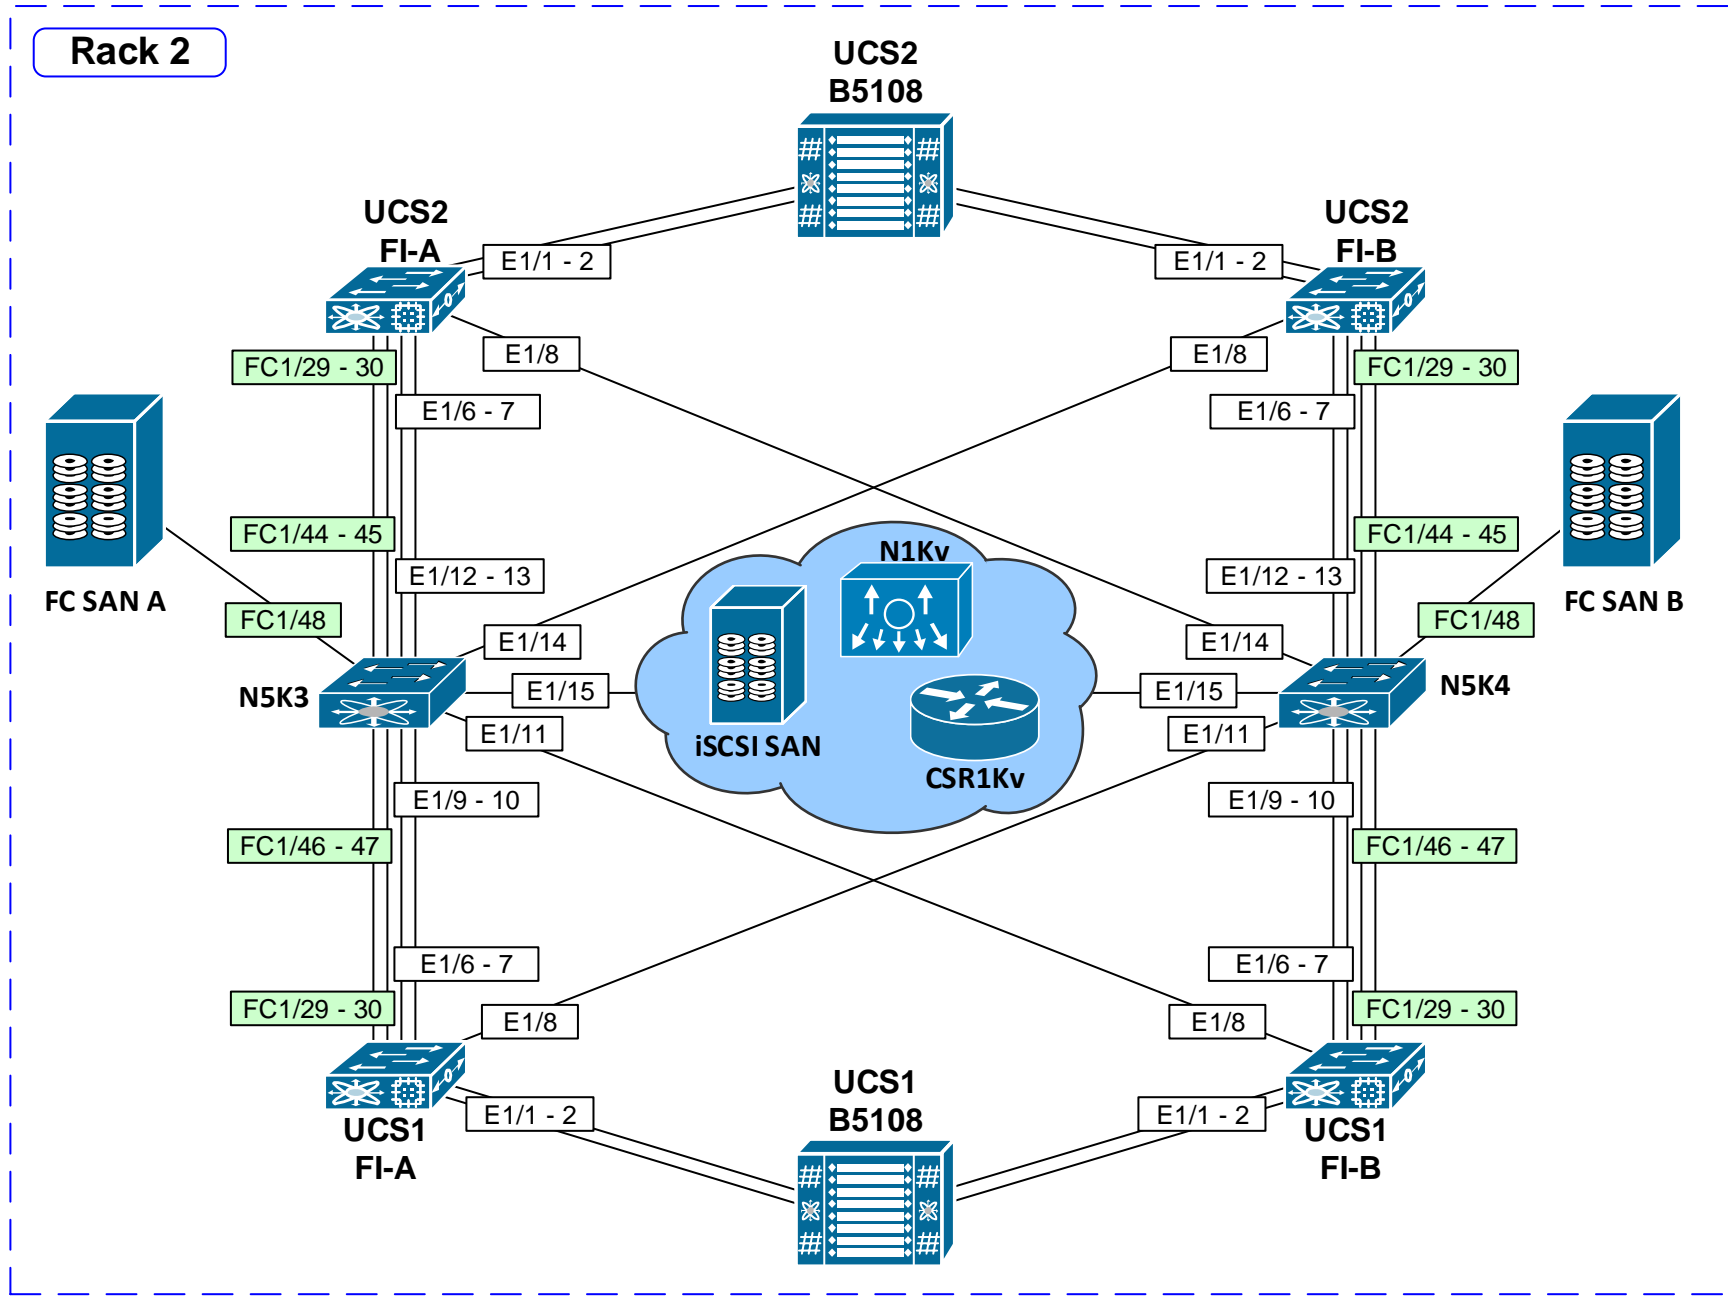 Rack 2
UCS2
B5108
UCS2
FI-A
UCS2
FI-B
E1/1 - 2
E1/1 - 2
FC1/29 - 30
E1/8
E1/8
FC1/29 - 30
E1/6 - 7
E1/6 - 7
FC1/44 - 45
FC1/44 - 45
N1Kv
E1/12 - 13
E1/12 - 13
FC SAN A
FC SAN B
FC1/48
FC1/48
E1/14
E1/14
N5K3
E1/15
E1/15
N5K4
E1/11
E1/11
iSCSI SAN
CSR1Kv
E1/9 - 10
E1/9 - 10
FC1/46 - 47
FC1/46 - 47
E1/6 - 7
E1/6 - 7
FC1/29 - 30
FC1/29 - 30
E1/8
E1/8
UCS1
B5108
E1/1 - 2
E1/1 - 2
UCS1
FI-A
UCS1
FI-B